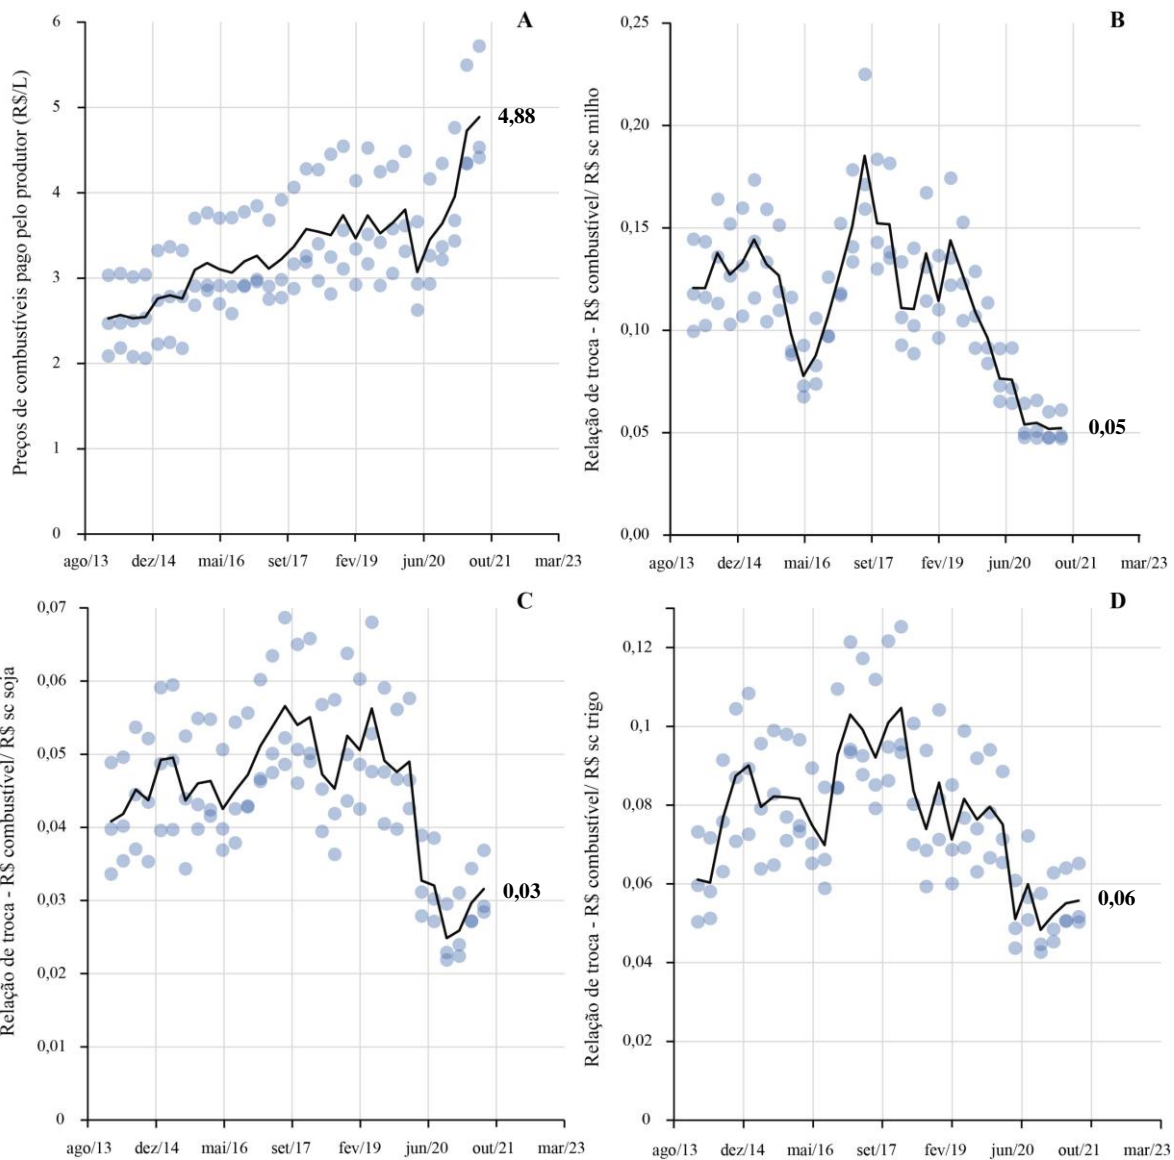 A
Preços de combustíveis pago pelo produtor (R$/L)
6
5
4
3
2
1
0
4,88
ago/13 dez/14 mai/16 set/17 fev/19 jun/20 out/21 mar/23
B
Relação de troca - R$ combustível/ R$ sc milho
0,25
0,20
0,15
0,10
0,05
0,00
0,05
ago/13 dez/14 mai/16 set/17 fev/19 jun/20 out/21 mar/23
C
Relação de troca - R$ combustível/ R$ sc soja
0,07
0,06
0,05
0,04
0,03
0,02
0,01
0
0,03
ago/13 dez/14 mai/16 set/17 fev/19 jun/20 out/21 mar/23
D
Relação de troca - R$ combustível/ R$ sc trigo
0,12
0,1
0,08
0,06
0,04
0,02
0
0,06
ago/13 dez/14 mai/16 set/17 fev/19 jun/20 out/21 mar/23